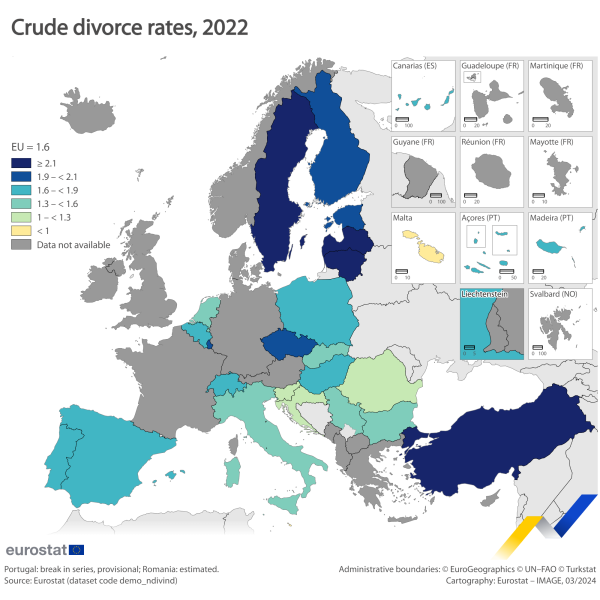 Crude divorce rates, 2022
EU = 1.6
≥ 2.1
1.9 – < 2.1
1.6 – < 1.9
1.3 – < 1.6
1 – < 1.3
< 1
Data not available
Canarias (ES)
0 100
Guadeloupe (FR)
0 20
Martinique (FR)
0 20
Guyane (FR)
0 100
Réunion (FR)
0 20
Mayotte (FR)
0 10
Malta
0 10
Açores (PT)
0 50
Madeira (PT)
0 20
Liechtenstein
0 5
Svalbard (NO)
0 100
eurostat
Portugal: break in series, provisional; Romania: estimated.
Source: Eurostat (dataset code demo_ndivind)
Administrative boundaries: © EuroGeographics © UN–FAO © Turkstat
Cartography: Eurostat – IMAGE, 03/2024